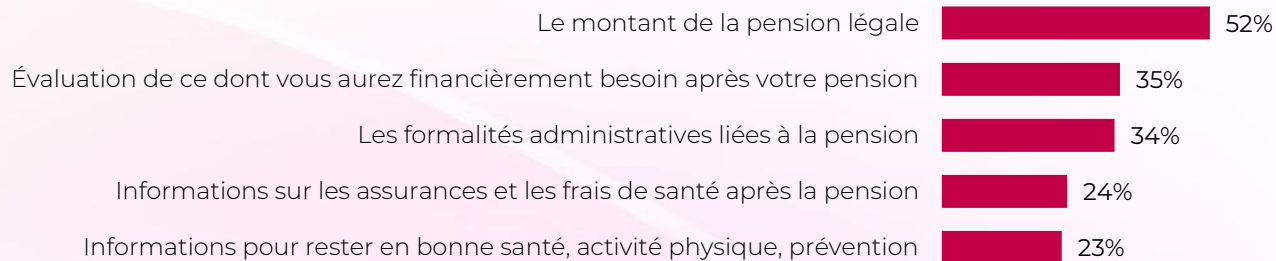 Le montant de la pension légale 52%
Évaluation de ce dont vous aurez financièrement besoin après votre pension 35%
Les formalités administratives liées à la pension 34%
Informations sur les assurances et les frais de santé après la pension 24%
Informations pour rester en bonne santé, activité physique, prévention 23%